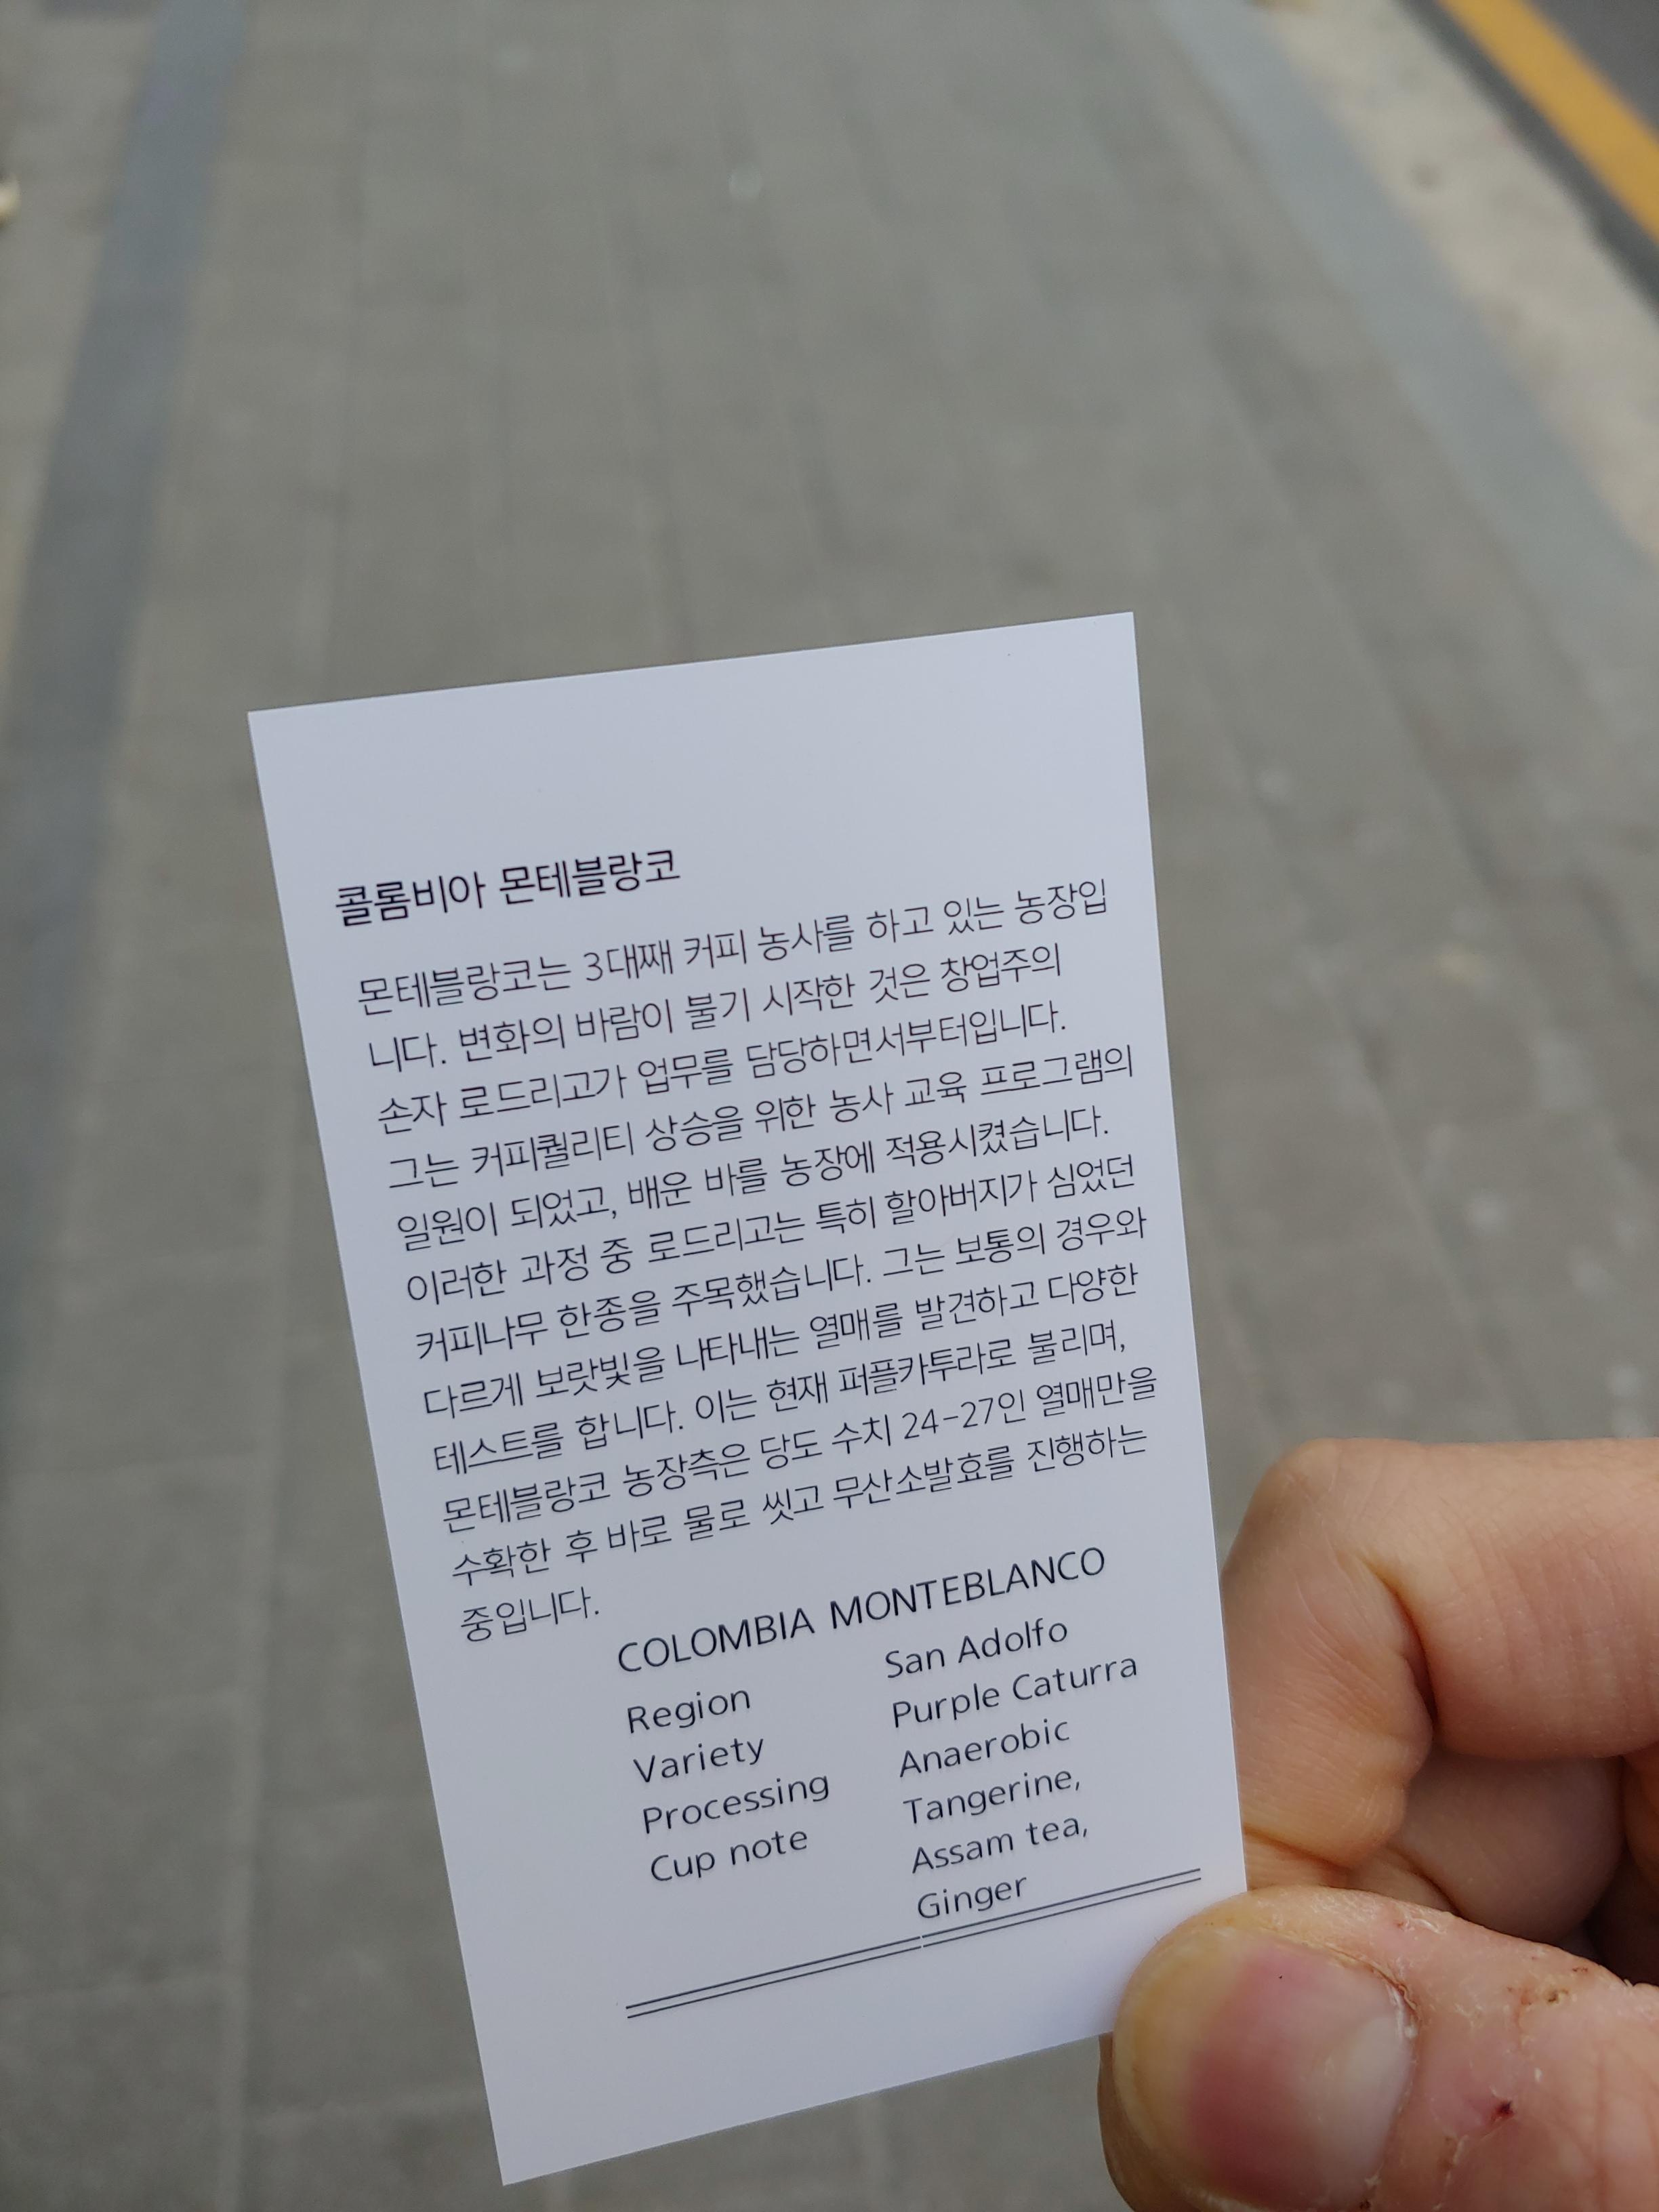 콜롬비아 몬테블랑코
몬테블랑코는 3대째 커피 농사를 하고 있는 농장입
니다. 변화의 바람이 불기 시작한 것은 창업주의
손자 로드리고가 업무를 담당하면서부터입니다.
그는 커피퀄리티 상승을 위한 농사 교육 프로그램의
일원이 되었고, 배운 바를 농장에 적용시켰습니다.
이러한 과정 중 로드리고는 특히 할아버지가 심었던
커피나무 한종을 주목했습니다. 그는 보통의 경우와
다르게 보랏빛을 나타내는 열매를 발견하고 다양한
테스트를 합니다. 이는 현재 퍼플카투라로 불리며,
몬테블랑코 농장측은 당도 수치 24-27인 열매만을
수확한 후 바로 물로 씻고 무산소발효를 진행하는
중입니다.
COLOMBIA MONTEBLANCO
Region San Adolfo
Variety Purple Caturra
Processing Anaerobic
Cup note Tangerine,
Assam tea,
Ginger